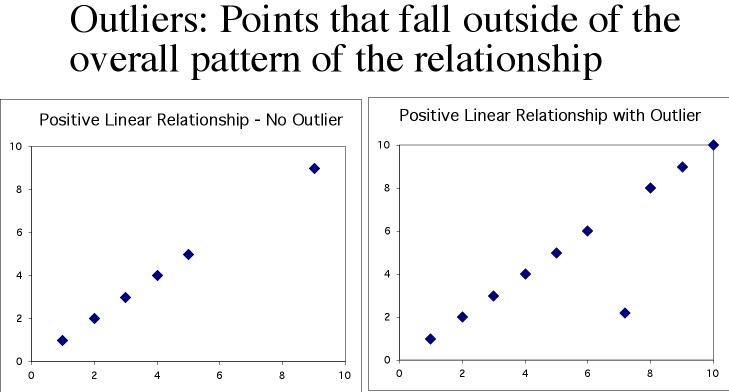 Outliers: Points that fall outside of the
overall pattern of the relationship
Positive Linear Relationship - No Outlier
10
8
6
4
2
0
0 2 4 6 8 10
Positive Linear Relationship with Outlier
10
8
6
4
2
0
0 2 4 6 8 10